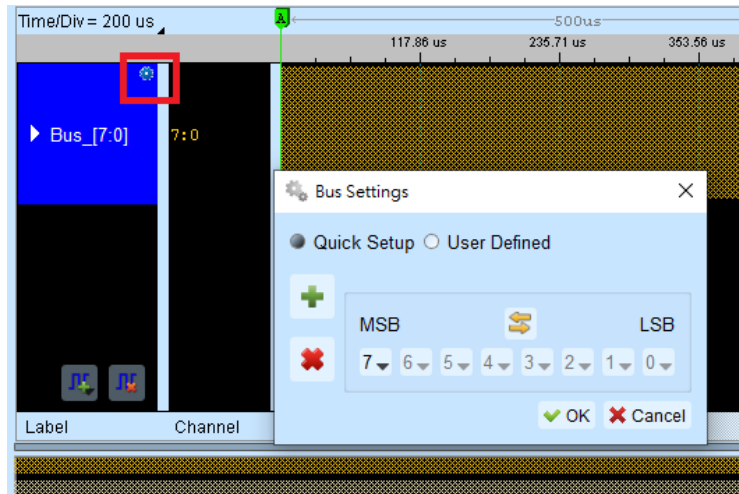 Time/Div = 200 us
A
500us
117.86 us 235.71 us 353.56 us
Bus_[7:0] 7:0
Bus Settings
Quick Setup User Defined
MSB LSB
7 6 5 4 3 2 1 0
OK Cancel
Label Channel